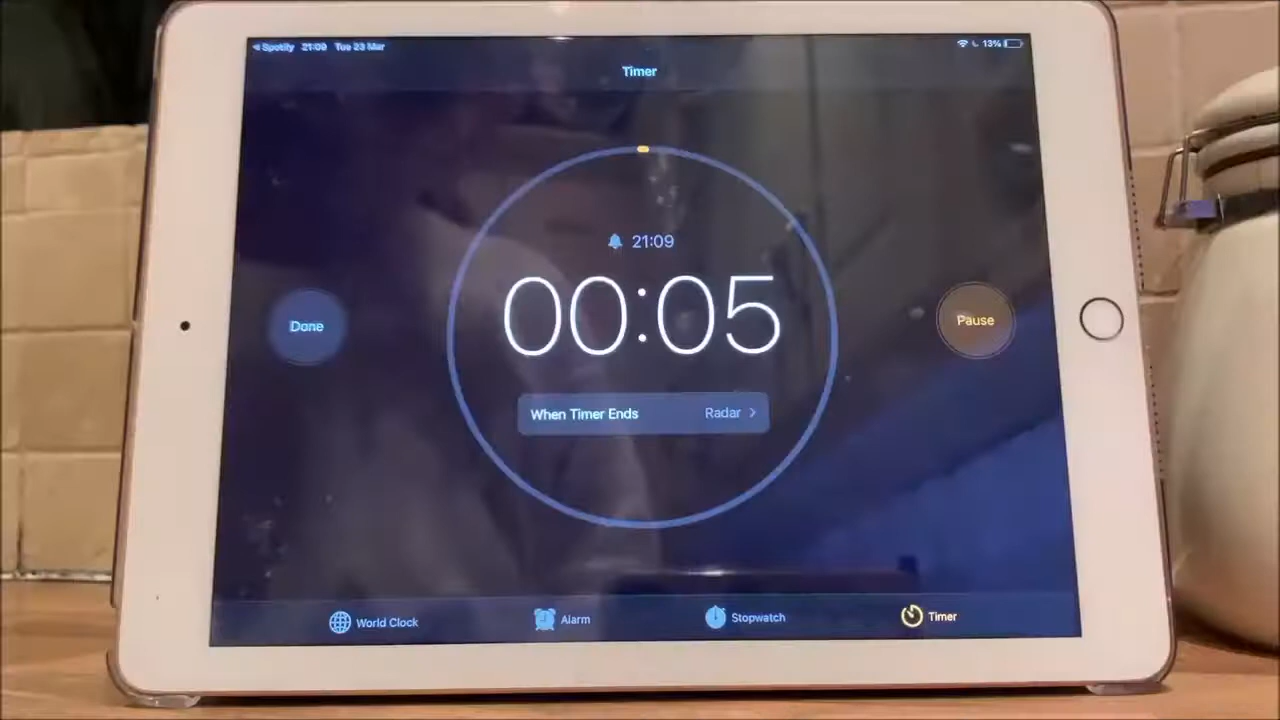 ◀ Spotify 21:09 Tue 23 Mar 13%
Timer
21:09
00:05
Done
Pause
When Timer Ends Radar >
World Clock Alarm Stopwatch Timer